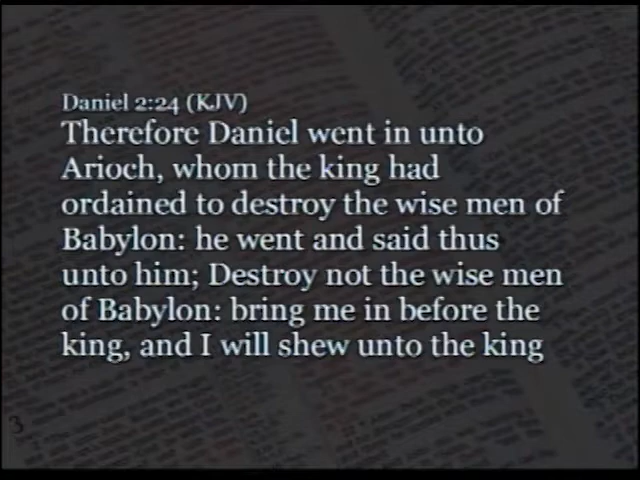 Daniel 2:24 (KJV)
Therefore Daniel went in unto
Arioch, whom the king had
ordained to destroy the wise men of
Babylon: he went and said thus
unto him; Destroy not the wise men
of Babylon: bring me in before the
king, and I will shew unto the king
3